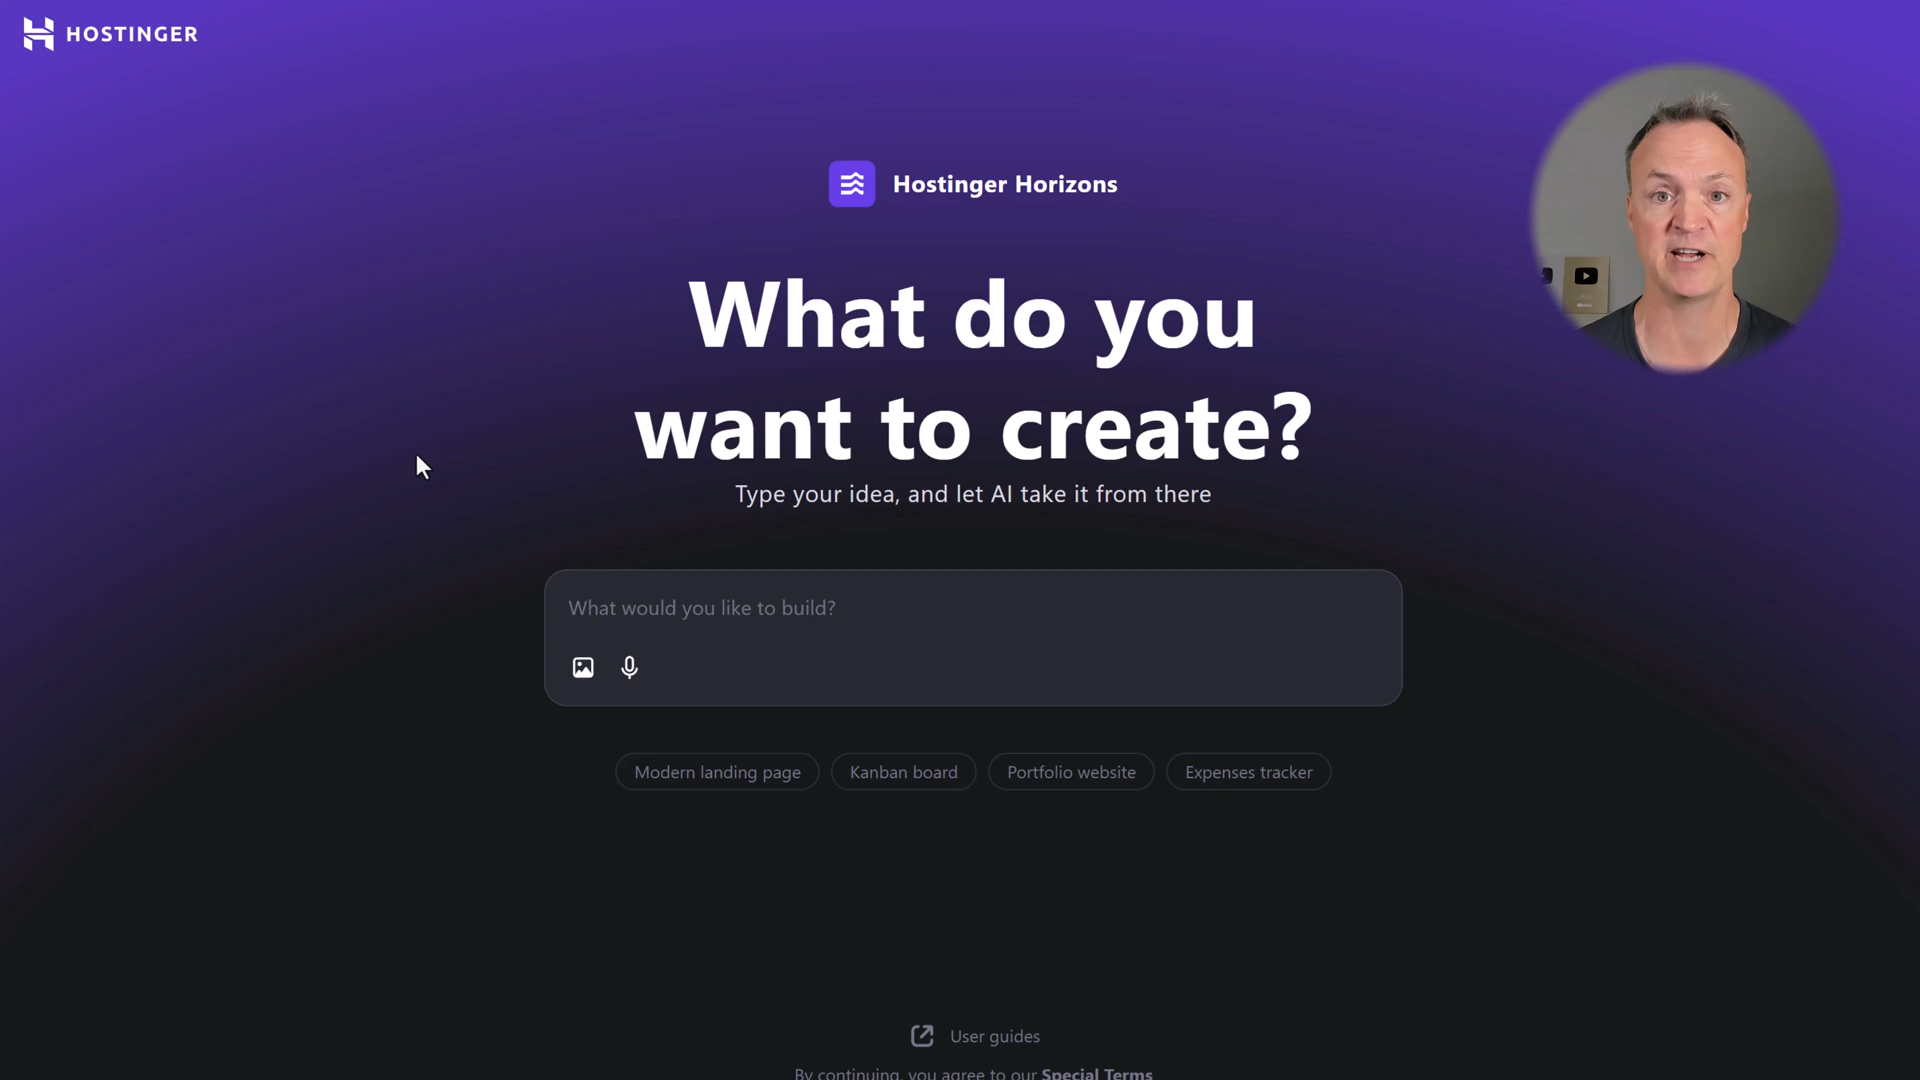 HOSTINGER
Hostinger Horizons
What do you
want to create?
Type your idea, and let AI take it from there
What would you like to build?
Modern landing page
Kanban board
Portfolio website
Expenses tracker
User guides
By continuing, you agree to our Special Terms